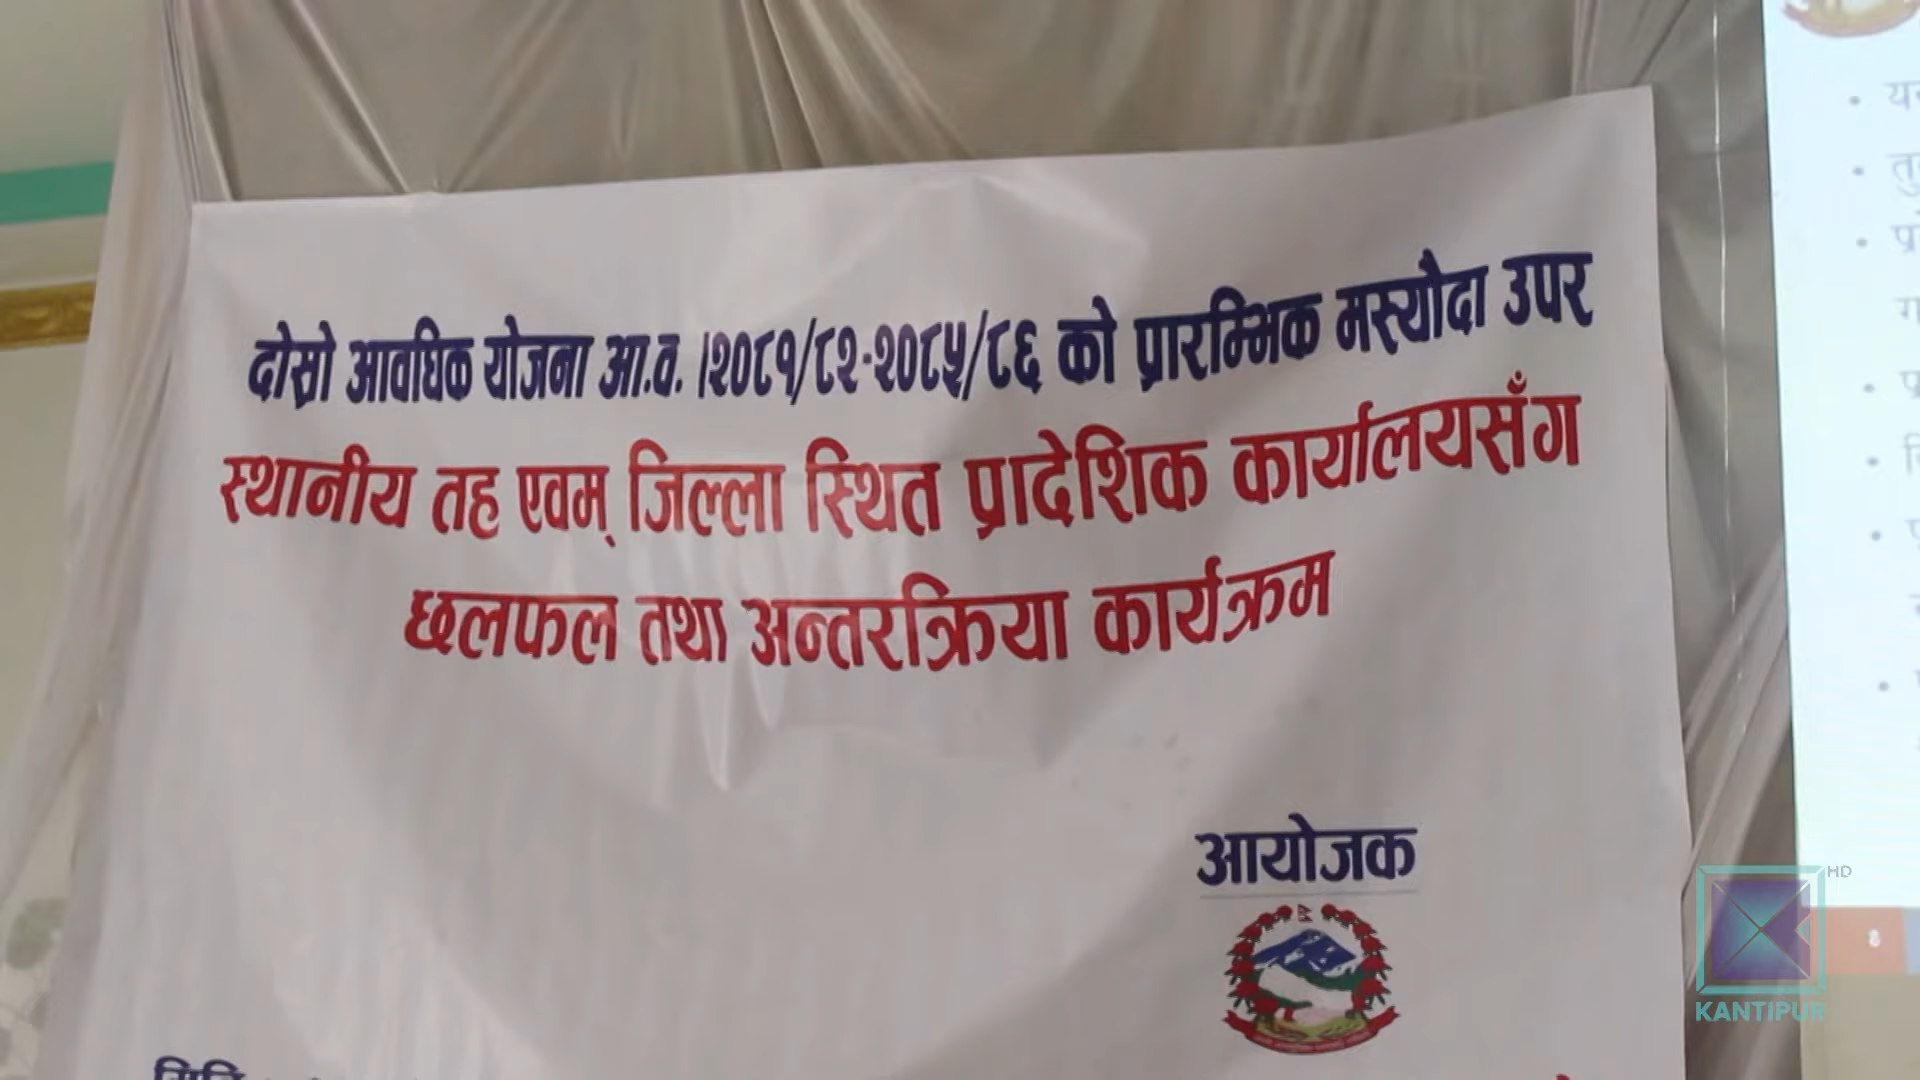 दोस्रो आवधिक योजना आ.व. ।२०८१/८२-२०८५/८६ को प्रारम्भिक मस्यौदा उपर
स्थानीय तह एवम् जिल्ला स्थित प्रादेशिक कार्यालयसँग
छलफल तथा अन्तरक्रिया कार्यक्रम
आयोजक
HD
KANTIPUR